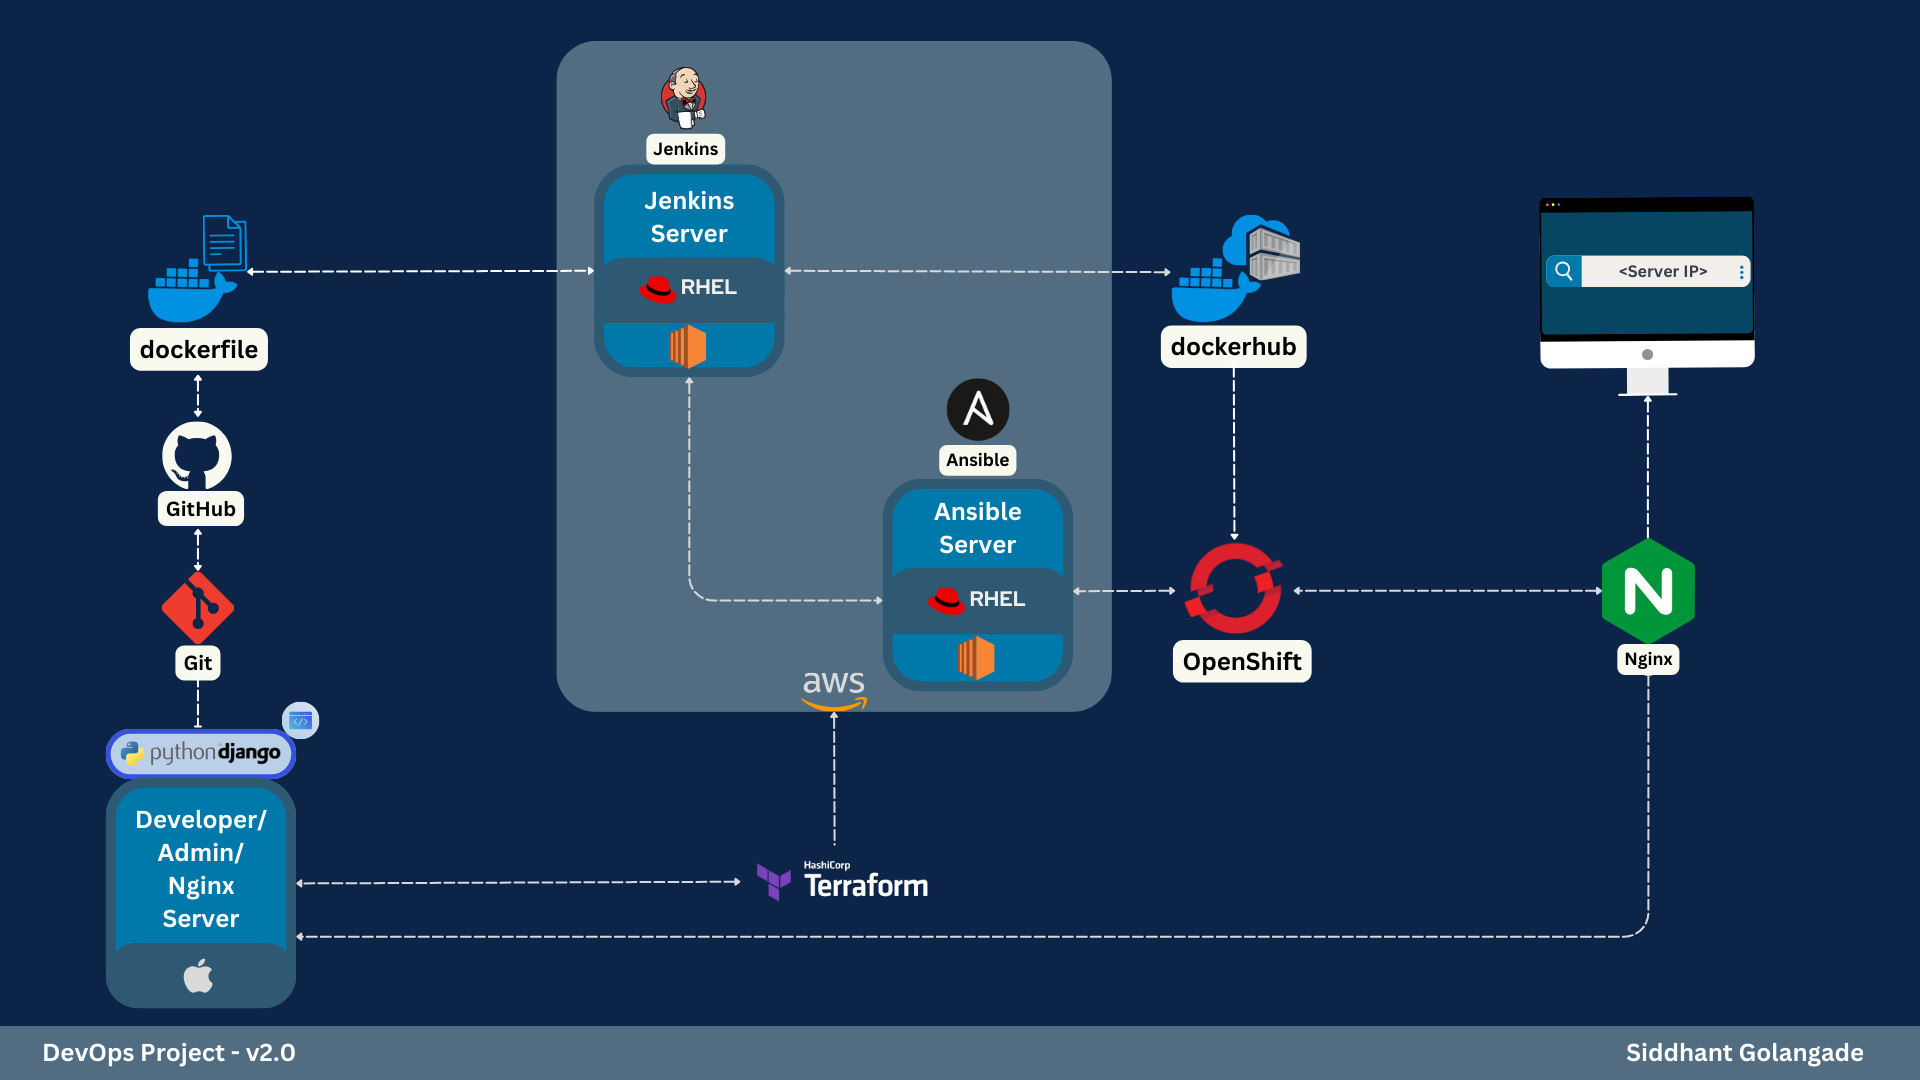 Jenkins
Jenkins
Server
RHEL
dockerfile
dockerhub
<Server IP>
Ansible
Ansible
Server
RHEL
GitHub
Git
OpenShift
Nginx
aws
python django
Developer/
Admin/
Nginx
Server
HashiCorp
Terraform
DevOps Project - v2.0
Siddhant Golangade